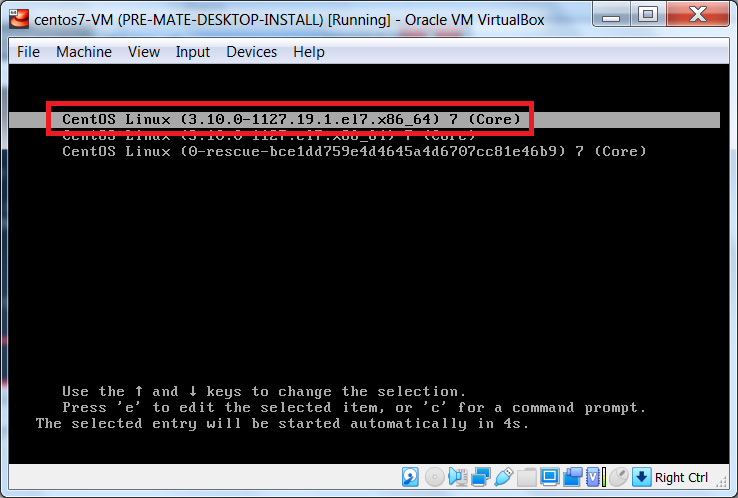 centos7-VM (PRE-MATE-DESKTOP-INSTALL) [Running] - Oracle VM VirtualBox
File Machine View Input Devices Help
CentOS Linux (3.10.0-1127.19.1.el7.x86_64) 7 (Core)
CentOS Linux (3.10.0-1127.el7.x86_64) 7 (Core)
CentOS Linux (0-rescue-bce1dd759e4d4645a4d6707cc81e46b9) 7 (Core)
Use the ↑ and ↓ keys to change the selection.
Press 'e' to edit the selected item, or 'c' for a command prompt.
The selected entry will be started automatically in 4s.
Right Ctrl